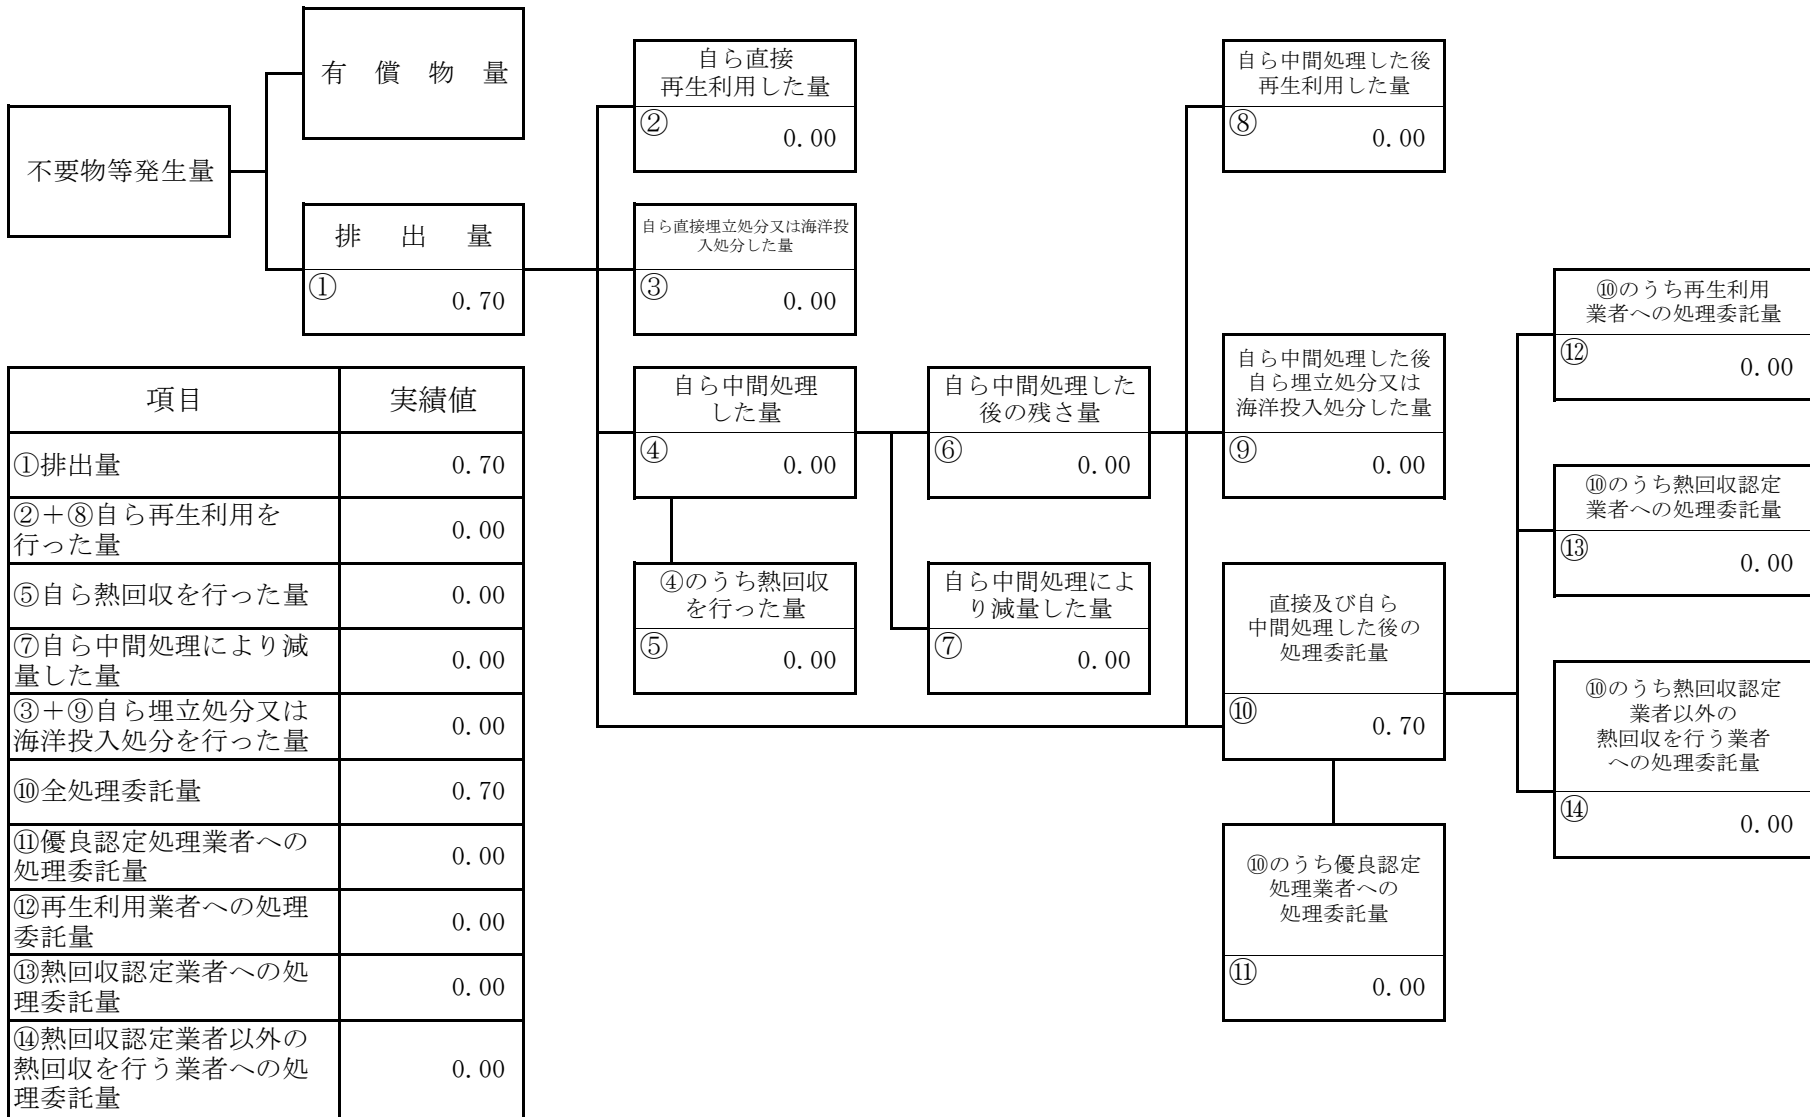 不要物等発生量
有　償　物　量
排　出　量
① 0.70
自ら直接
再生利用した量
② 0.00
自ら直接埋立処分又は海洋投
入処分した量
③ 0.00
自ら中間処理
した量
④ 0.00
④のうち熱回収
を行った量
⑤ 0.00
自ら中間処理した
後の残さ量
⑥ 0.00
自ら中間処理によ
り減量した量
⑦ 0.00
自ら中間処理した後
再生利用した量
⑧ 0.00
自ら中間処理した後
自ら埋立処分又は
海洋投入処分した量
⑨ 0.00
直接及び自ら
中間処理した後の
処理委託量
⑩ 0.70
⑩のうち優良認定
処理業者への
処理委託量
⑪ 0.00
⑩のうち再生利用
業者への処理委託量
⑫ 0.00
⑩のうち熱回収認定
業者への処理委託量
⑬ 0.00
⑩のうち熱回収認定
業者以外の
熱回収を行う業者
への処理委託量
⑭ 0.00
項目 実績値
①排出量 0.70
②＋⑧自ら再生利用を
行った量 0.00
⑤自ら熱回収を行った量 0.00
⑦自ら中間処理により減
量した量 0.00
③＋⑨自ら埋立処分又は
海洋投入処分を行った量 0.00
⑩全処理委託量 0.70
⑪優良認定処理業者への
処理委託量 0.00
⑫再生利用業者への処理
委託量 0.00
⑬熱回収認定業者への処
理委託量 0.00
⑭熱回収認定業者以外の
熱回収を行う業者への処 0.00
理委託量